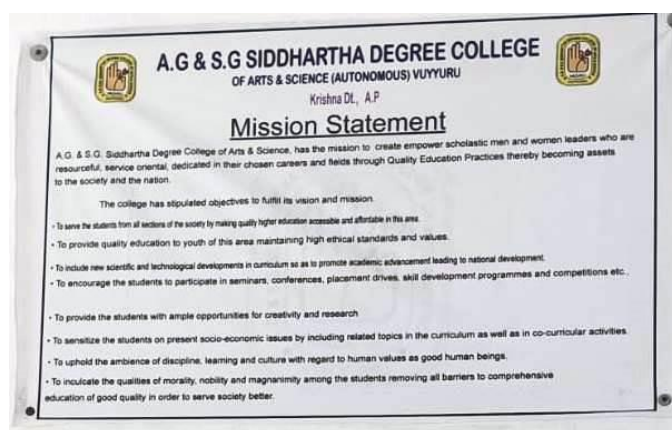 A.G & S.G SIDDHARTHA DEGREE COLLEGE
OF ARTS & SCIENCE (AUTONOMOUS) VUYYURU
Krishna Dt., A.P
Mission Statement
A.G. & S.G. Siddhartha Degree College of Arts & Science, has the mission to create empower scholastic men and women leaders who are
resourceful, service oriental, dedicated in their chosen careers and fields through Quality Education Practices thereby becoming assets
to the society and the nation.
The college has stipulated objectives to fulfil its vision and mission.
• To serve the students from all sections of the society by making quality higher education accessible and affortable in this area.
• To provide quality education to youth of this area maintaining high ethical standards and values.
• To include new scientific and technological developments in curriculum so as to promote academic advancement leading to national development.
• To encourage the students to participate in seminars, conferences, placement drives, skill development programmes and competitions etc.,
• To provide the students with ample opportunities for creativity and research
• To sensitize the students on present socio-economic issues by including related topics in the curriculum as well as in co-curricular activities.
• To uphold the ambience of discipline, learning and culture with regard to human values as good human beings.
• To inculcate the qualities of morality, nobility and magnanimity among the students removing all barriers to comprehensive
education of good quality in order to serve society better.